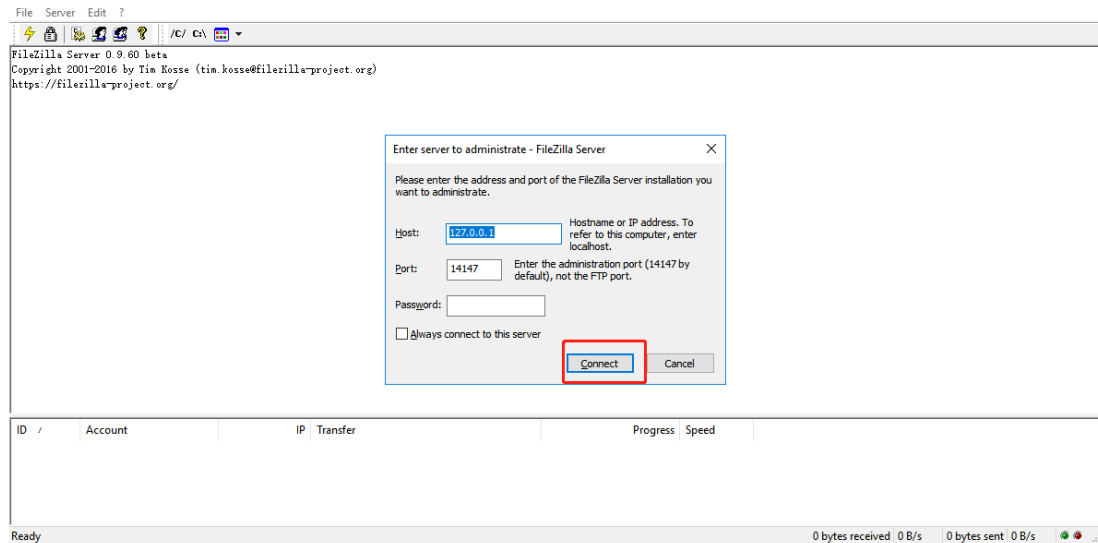 File Server Edit ?
/C/ C:\
FileZilla Server 0.9.60 beta
Copyright 2001-2016 by Tim Kosse (tim.kosse@filezilla-project.org)
https://filezilla-project.org/
Enter server to administrate - FileZilla Server
Please enter the address and port of the FileZilla Server installation you
want to administrate.
Host: 127.0.0.1
Hostname or IP address. To
refer to this computer, enter
localhost.
Port: 14147
Enter the administration port (14147 by
default), not the FTP port.
Password:
Always connect to this server
Connect Cancel
ID / Account IP Transfer Progress Speed
Ready 0 bytes received 0 B/s 0 bytes sent 0 B/s